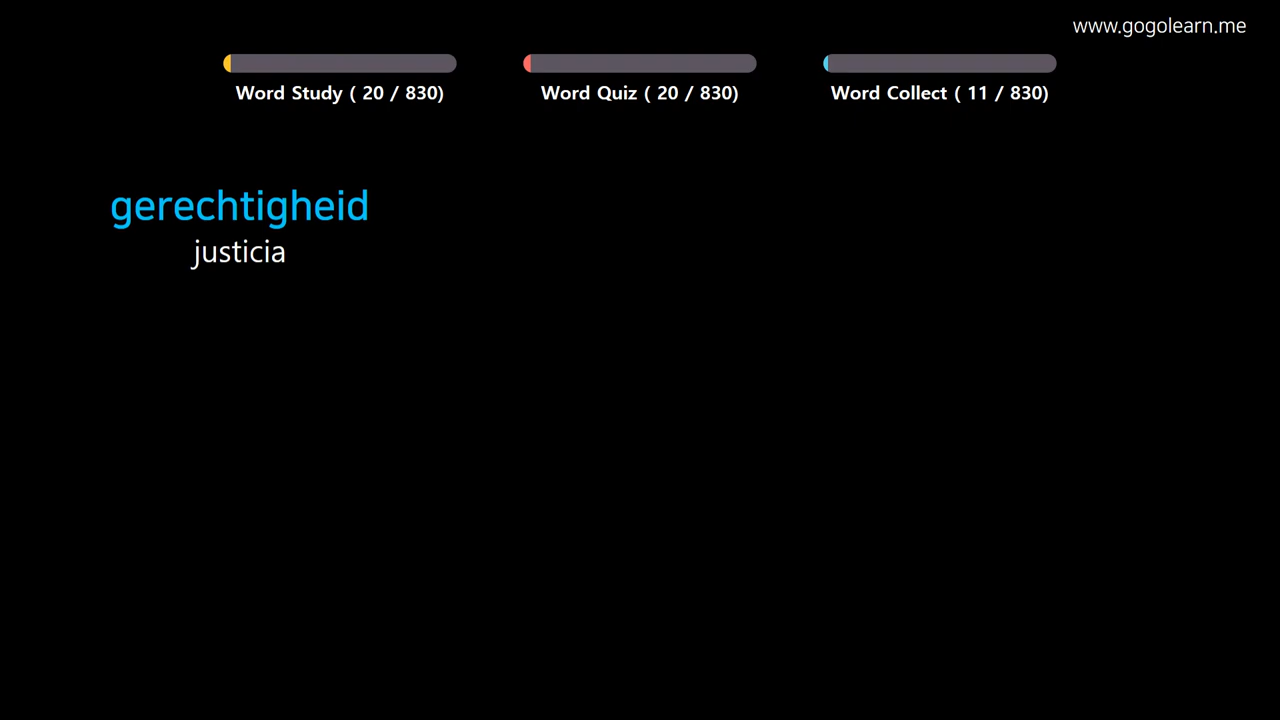 www.gogolearn.me
Word Study ( 20 / 830)
Word Quiz ( 20 / 830)
Word Collect ( 11 / 830)
gerechtigheid
justicia